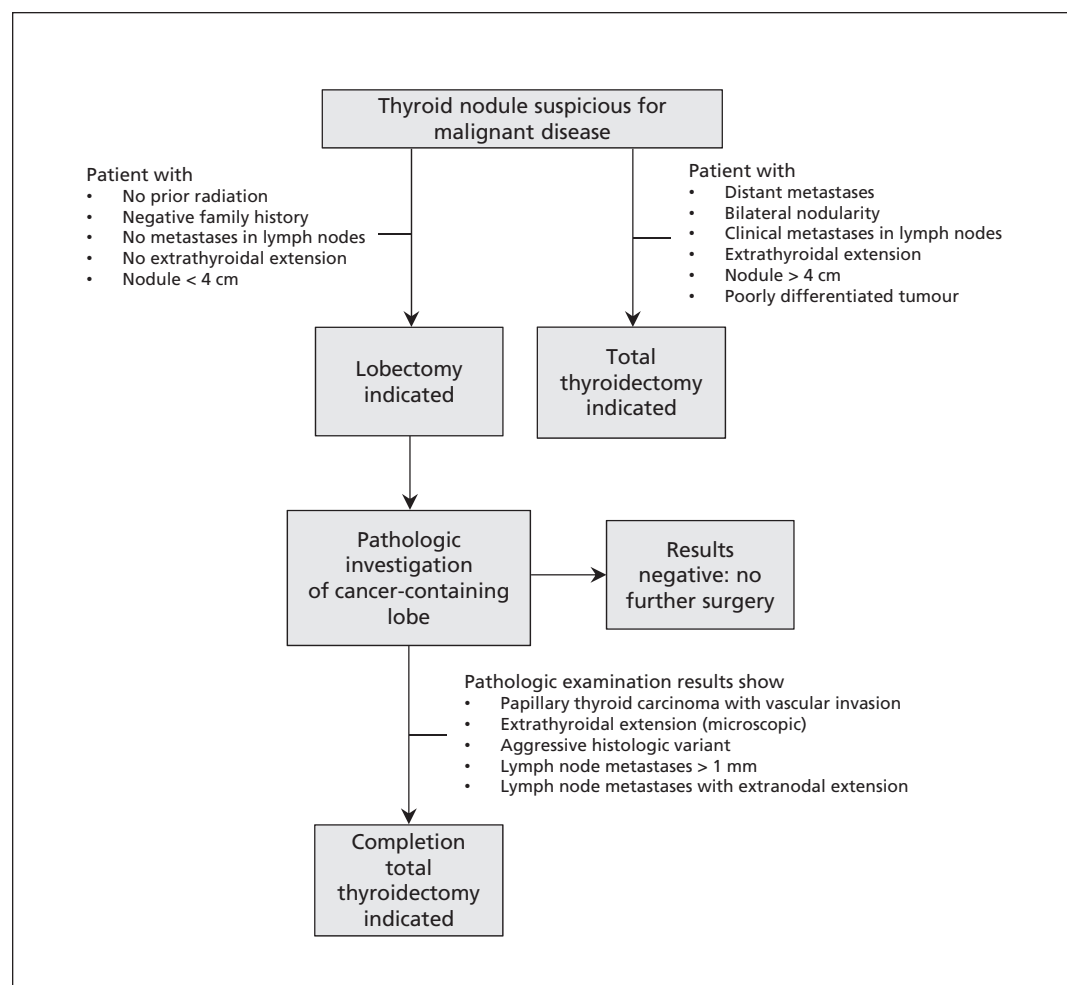 Thyroid nodule suspicious for
malignant disease
Patient with
• No prior radiation
• Negative family history
• No metastases in lymph nodes
• No extrathyroidal extension
• Nodule < 4 cm
Patient with
• Distant metastases
• Bilateral nodularity
• Clinical metastases in lymph nodes
• Extrathyroidal extension
• Nodule > 4 cm
• Poorly differentiated tumour
Lobectomy
indicated
Total
thyroidectomy
indicated
Pathologic
investigation
of cancer-containing
lobe
Results
negative: no
further surgery
Pathologic examination results show
• Papillary thyroid carcinoma with vascular invasion
• Extrathyroidal extension (microscopic)
• Aggressive histologic variant
• Lymph node metastases > 1 mm
• Lymph node metastases with extranodal extension
Completion
total
thyroidectomy
indicated